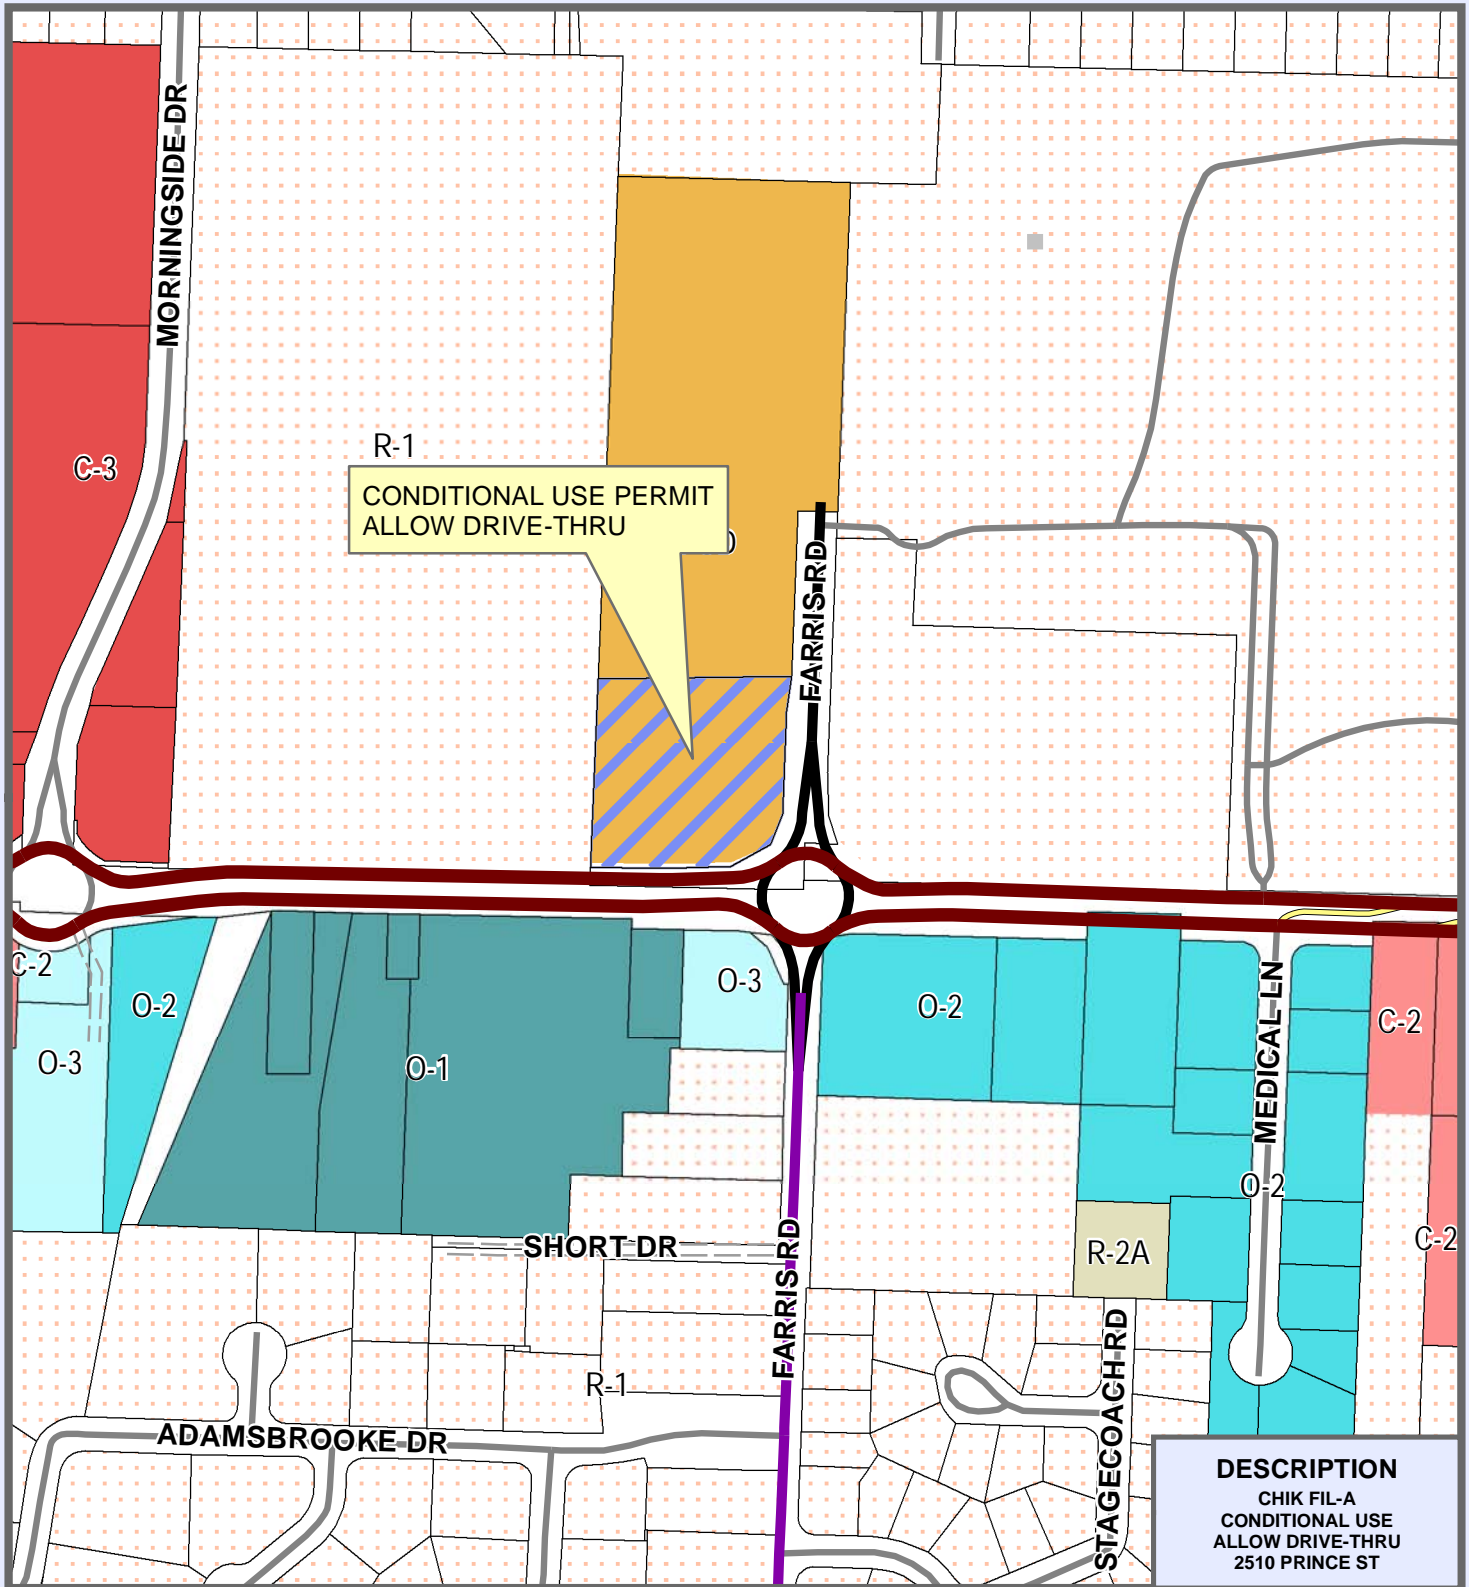 MORNINGSIDE DR
R-1
C-3
CONDITIONAL USE PERMIT
ALLOW DRIVE-THRU
FARRIS RD
C-2
O-2
O-3
O-3
O-2
C-2
O-1
MEDICAL LN
O-2
SHORT DR
FARRIS RD
R-2A
C-2
R-1
STAGECOACH RD
ADAMSBROOKE DR
DESCRIPTION
CHIK FIL-A
CONDITIONAL USE
ALLOW DRIVE-THRU
2510 PRINCE ST